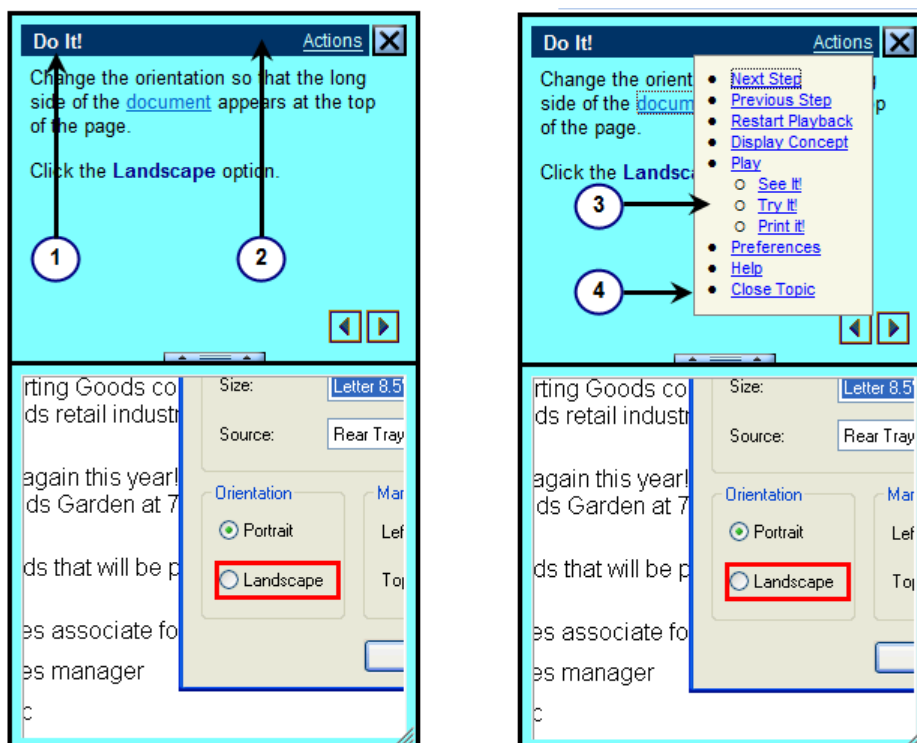 Do It! Actions
Change the orientation so that the long
side of the document appears at the top
of the page.
Click the Landscape option.
1
2
rting Goods co
ds retail industr
again this year!
ds Garden at 7
ds that will be p
es associate fo
es manager
c
Size: Letter 8.5
Source: Rear Tray
Orientation
Mar
Portrait
Lef
Landscape
To
Do It! Actions
Change the orient
side of the docum
p
of the page.
Click the Landsca
Next Step
Previous Step
Restart Playback
Display Concept
Play
See It!
Try It!
Print it!
Preferences
Help
Close Topic
3
4
rting Goods co
ds retail industr
again this year!
ds Garden at 7
ds that will be p
es associate fo
es manager
c
Size: Letter 8.5
Source: Rear Tray
Orientation
Mar
Portrait
Lef
Landscape
To